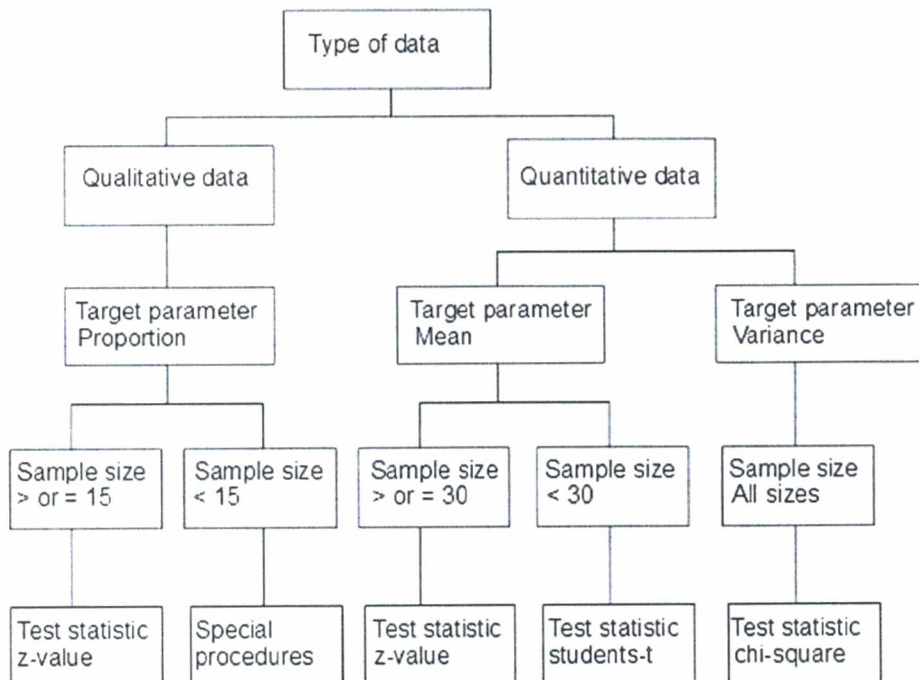 Type of data
Qualitative data
Quantitative data
Target parameter
Proportion
Target parameter
Mean
Target parameter
Variance
Sample size
> or = 15
Sample size
< 15
Sample size
> or = 30
Sample size
< 30
Sample size
All sizes
Test statistic
z-value
Special
procedures
Test statistic
z-value
Test statistic
students-t
Test statistic
chi-square